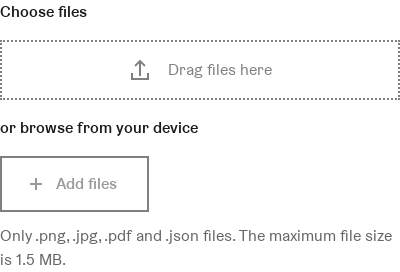 Choose files
Drag files here
or browse from your device
Add files
Only .png, .jpg, .pdf and .json files. The maximum file size
is 1.5 MB.